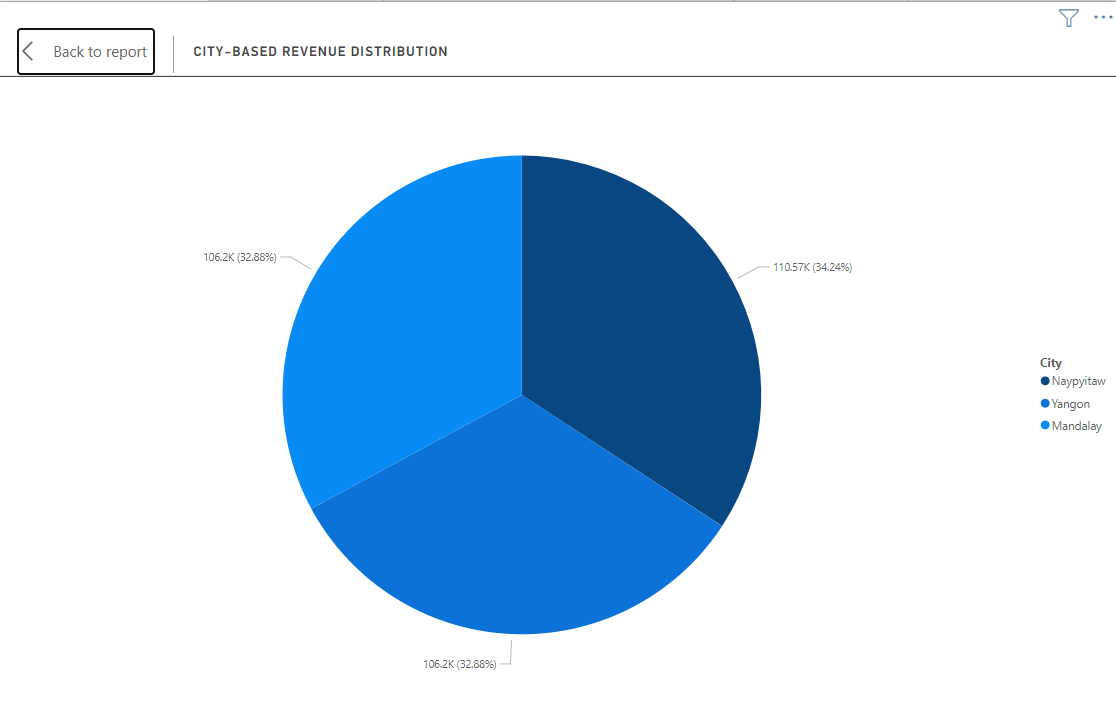 Back to report
CITY-BASED REVENUE DISTRIBUTION
106.2K (32.88%)
110.57K (34.24%)
City
Naypyitaw
Yangon
Mandalay
106.2K (32.88%)